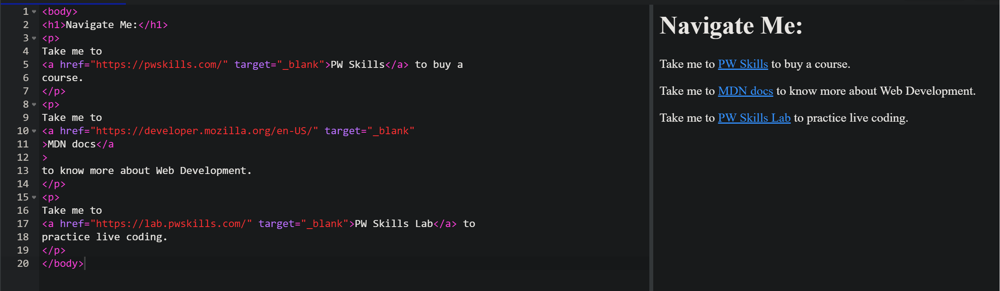 1 <body>
2 <h1>Navigate Me:</h1>
3 <p>
4 Take me to
5 <a href="https://pwskills.com/" target="_blank">PW Skills</a> to buy a
6 course.
7 </p>
8 <p>
9 Take me to
10 <a href="https://developer.mozilla.org/en-US/" target="_blank"
11 >MDN docs</a
12 >
13 to know more about Web Development.
14 </p>
15 <p>
16 Take me to
17 <a href="https://lab.pwskills.com/" target="_blank">PW Skills Lab</a> to
18 practice live coding.
19 </p>
20 </body>
Navigate Me:
Take me to PW Skills to buy a course.
Take me to MDN docs to know more about Web Development.
Take me to PW Skills Lab to practice live coding.